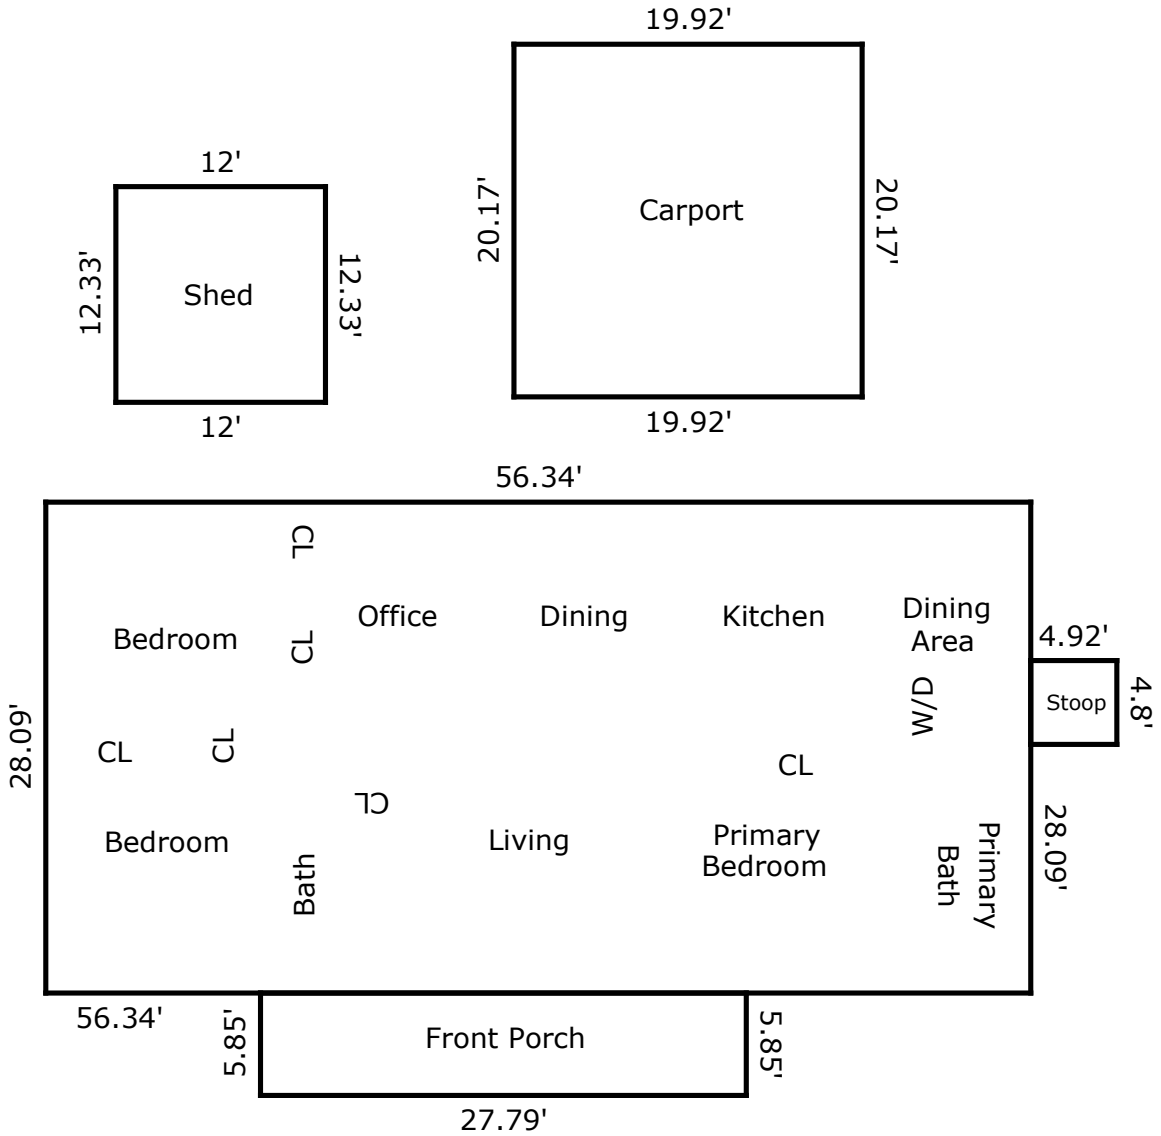 19.92'
12'
20.17'
Carport
20.17'
12.33'
Shed
12.33'
12'
19.92'
56.34'
CL
Office
Dining
Kitchen
Dining
Area
Bedroom
CL
4.92'
W/D
Stoop
4.8'
28.09'
CL
CL
CL
CL
Bedroom
Living
Primary
Bedroom
28.09'
Bath
Primary
Bath
56.34'
5.85'
Front Porch
5.85'
27.79'